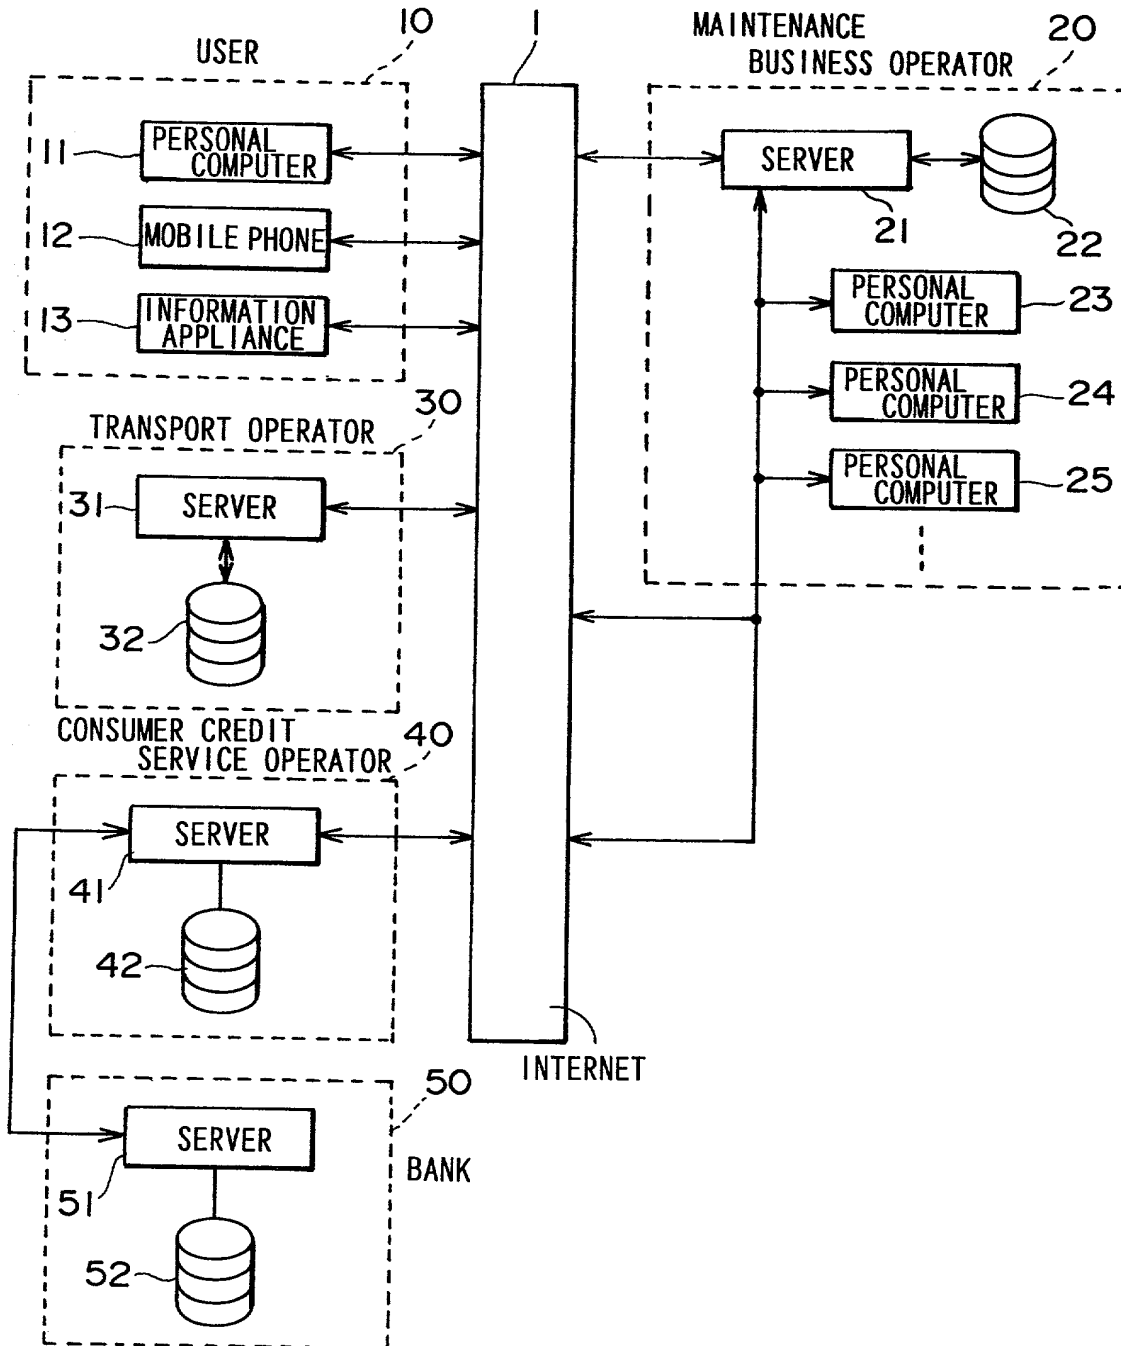 10
1
USER
MAINTENANCE
BUSINESS OPERATOR
20
11
PERSONAL
COMPUTER
12
MOBILE PHONE
13
INFORMATION
APPLIANCE
SERVER
21
22
PERSONAL
COMPUTER
23
PERSONAL
COMPUTER
24
PERSONAL
COMPUTER
25
TRANSPORT OPERATOR
30
31
SERVER
32
CONSUMER CREDIT
SERVICE OPERATOR
40
SERVER
41
42
INTERNET
50
SERVER
51
BANK
52